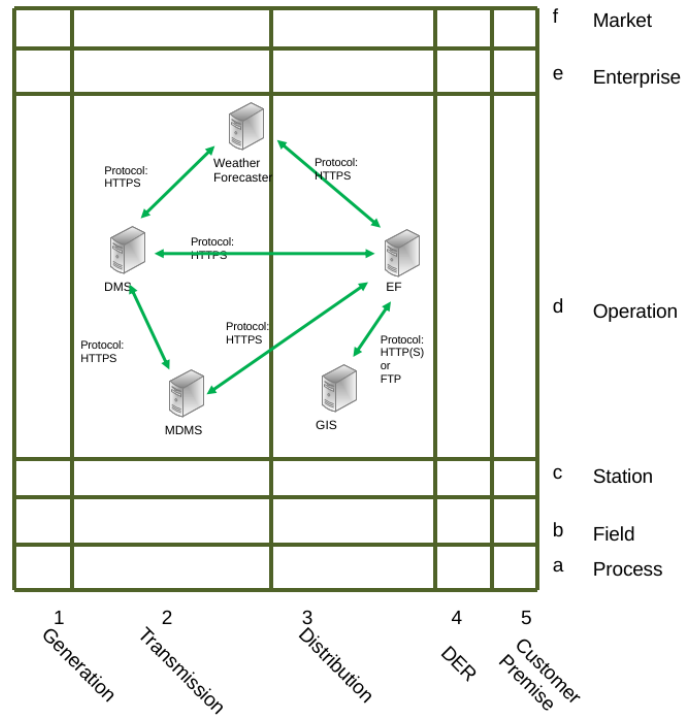 f Market
e Enterprise
Weather
Forecaster
Protocol:
HTTPS
Protocol:
HTTPS
Protocol:
HTTPS
DMS
EF
d Operation
Protocol:
HTTPS
Protocol:
HTTPS
Protocol:
HTTP(S)
or
FTP
MDMS
GIS
c Station
b Field
a Process
1 2 3 4 5
Generation
Transmission
Distribution
DER
Customer
Premise